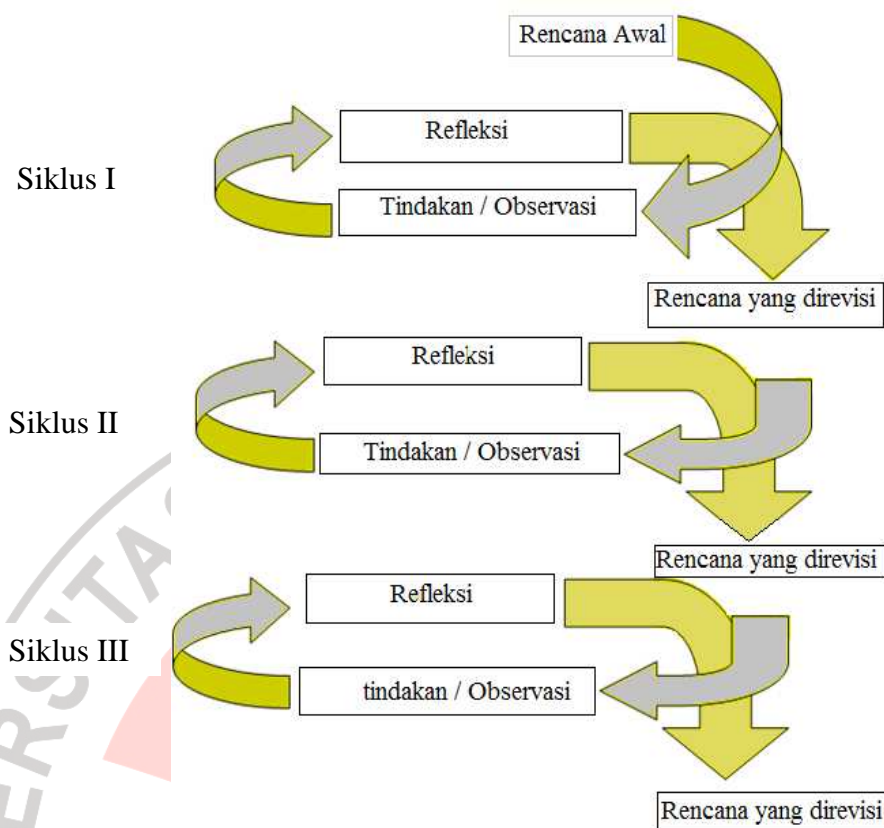 Rencana Awal
Siklus I
Refleksi
Tindakan / Observasi
Rencana yang direvisi
Siklus II
Refleksi
Tindakan / Observasi
Rencana yang direvisi
Siklus III
Refleksi
tindakan / Observasi
Rencana yang direvisi